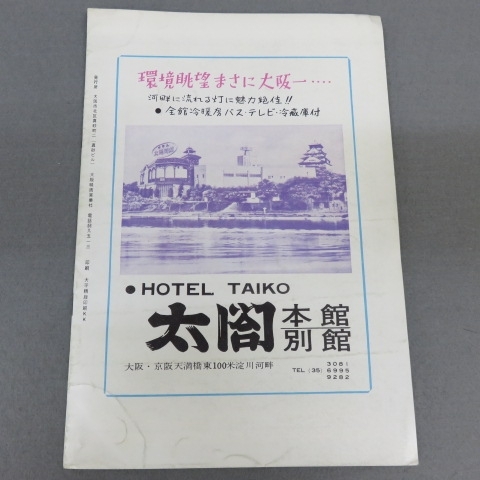 環境眺望まさに大阪一‥‥
河畔に流れる灯に魅力絶佳!!
●全館冷暖房バス・テレビ・冷蔵庫付
●HOTEL TAIKO
太閤 本館 別館
大阪・京阪天満橋東100米淀川河畔
TEL (35) 3081 6995 9282